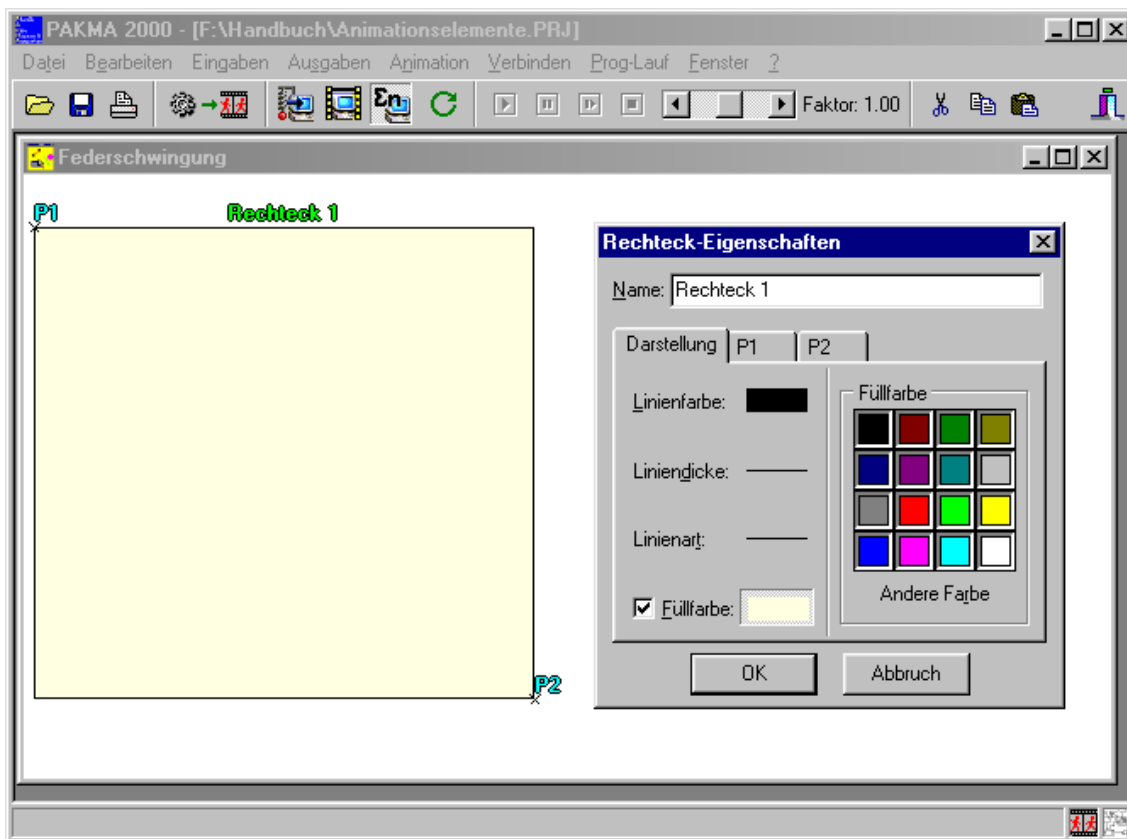 PAKMA 2000 - [F:\Handbuch\Animationselemente.PRJ]
Datei Bearbeiten Eingaben Ausgaben Animation Verbinden Prog-Lauf Fenster ?
Σn Faktor: 1.00
Federschwingung
P1 Rechteck 1
Rechteck-Eigenschaften
Name: Rechteck 1
Darstellung P1 P2
Linienfarbe:
Füllfarbe
Liniendicke:
Linienart:
Füllfarbe:
Andere Farbe
OK Abbruch
P2